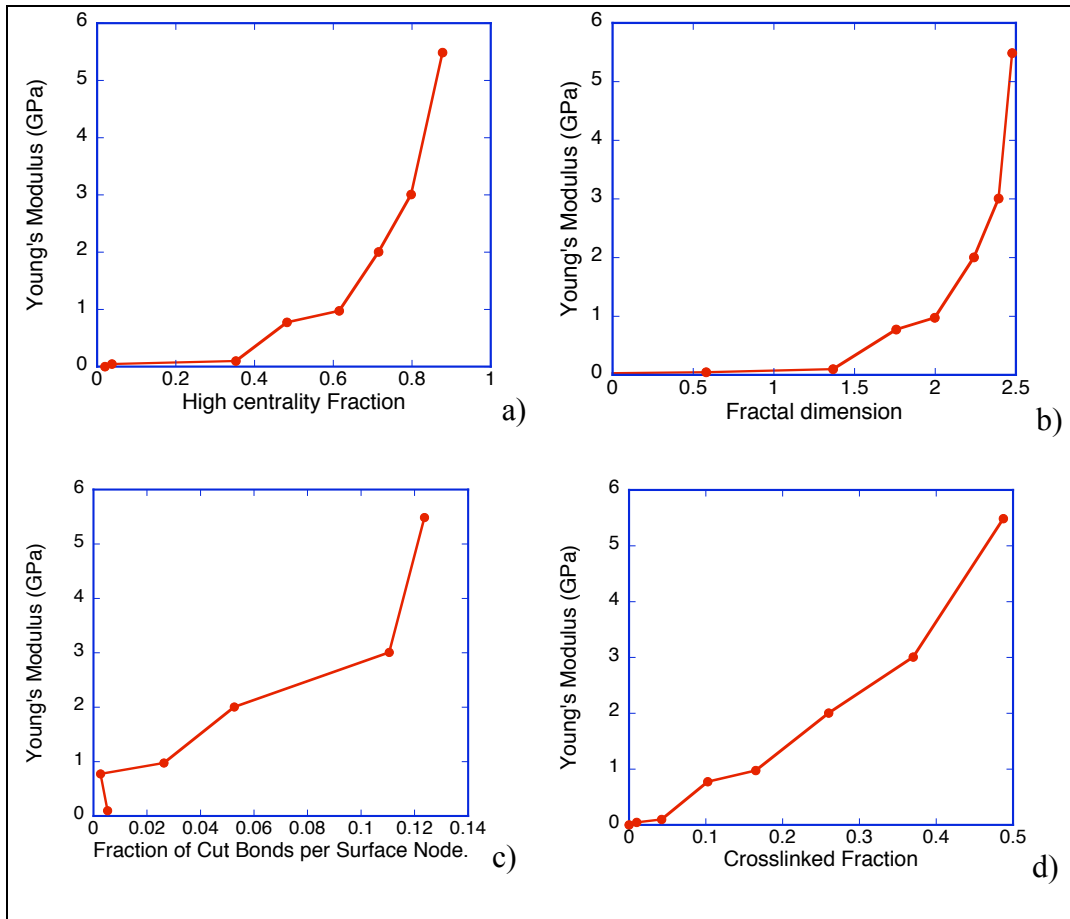 6
5
4
3
2
1
0
Young's Modulus (GPa)
0 0.2 0.4 0.6 0.8 1
High centrality Fraction
a)
6
5
4
3
2
1
0
Young's Modulus (GPa)
0 0.5 1 1.5 2 2.5
Fractal dimension
b)
6
5
4
3
2
1
0
Young's Modulus (GPa)
0 0.02 0.04 0.06 0.08 0.1 0.12 0.14
Fraction of Cut Bonds per Surface Node.
c)
6
5
4
3
2
1
0
Young's Modulus (GPa)
0 0.1 0.2 0.3 0.4 0.5
Crosslinked Fraction
d)